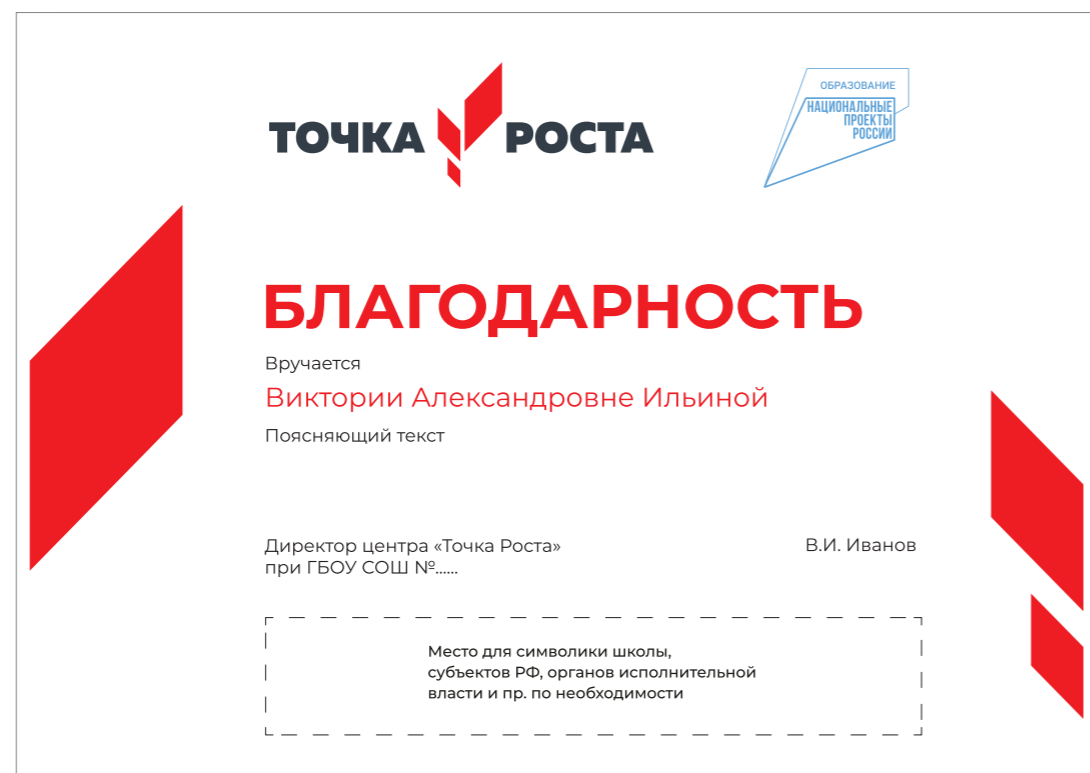 ТОЧКА РОСТА
ОБРАЗОВАНИЕ
НАЦИОНАЛЬНЫЕ
ПРОЕКТЫ
РОССИИ
БЛАГОДАРНОСТЬ
Вручается
Виктории Александровне Ильиной
Поясняющий текст
Директор центра «Точка Роста» В.И. Иванов
при ГБОУ СОШ №......
Место для символики школы,
субъектов РФ, органов исполнительной
власти и пр. по необходимости